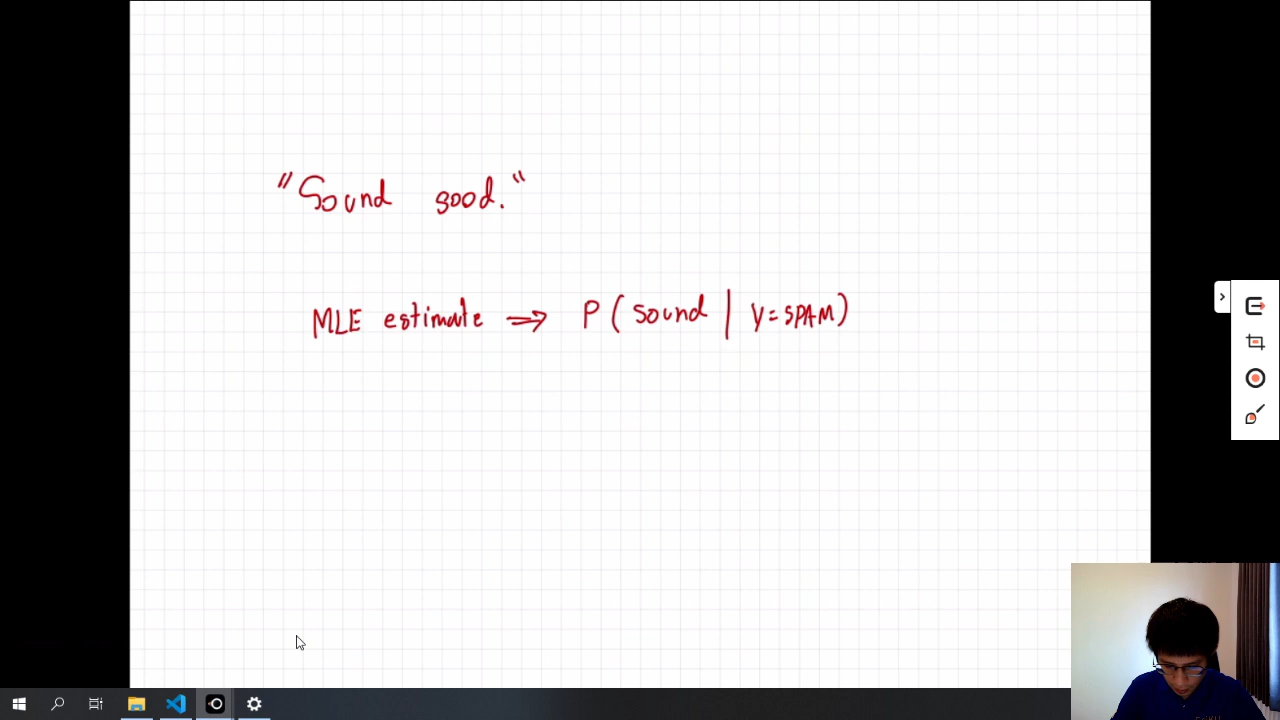 "Sound good."
MLE estimate ⇒ P ( sound | y = SPAM)